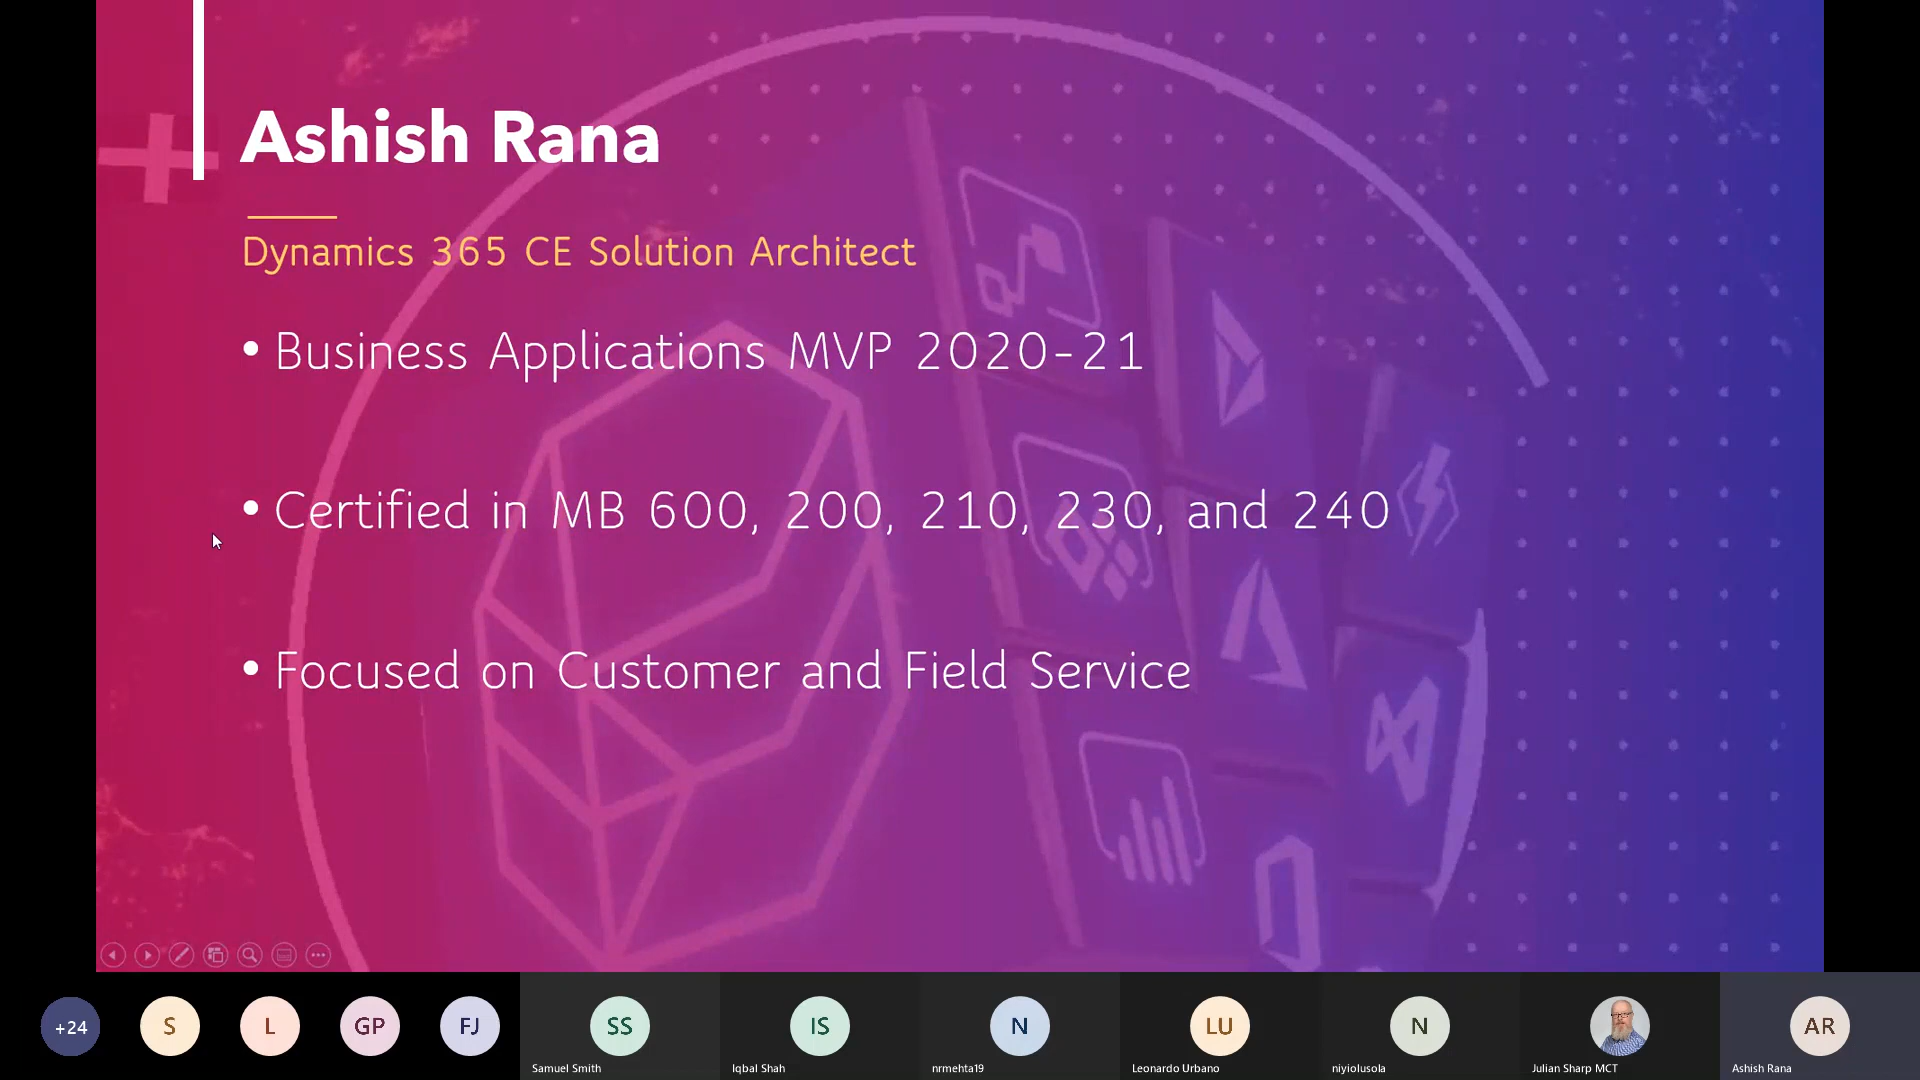 Ashish Rana
Dynamics 365 CE Solution Architect
• Business Applications MVP 2020-21
• Certified in MB 600, 200, 210, 230, and 240
• Focused on Customer and Field Service
+24
S
L
GP
FJ
SS
IS
N
LU
N
AR
Samuel Smith
Iqbal Shah
nrmehta19
Leonardo Urbano
niyiolusola
Julian Sharp MCT
Ashish Rana